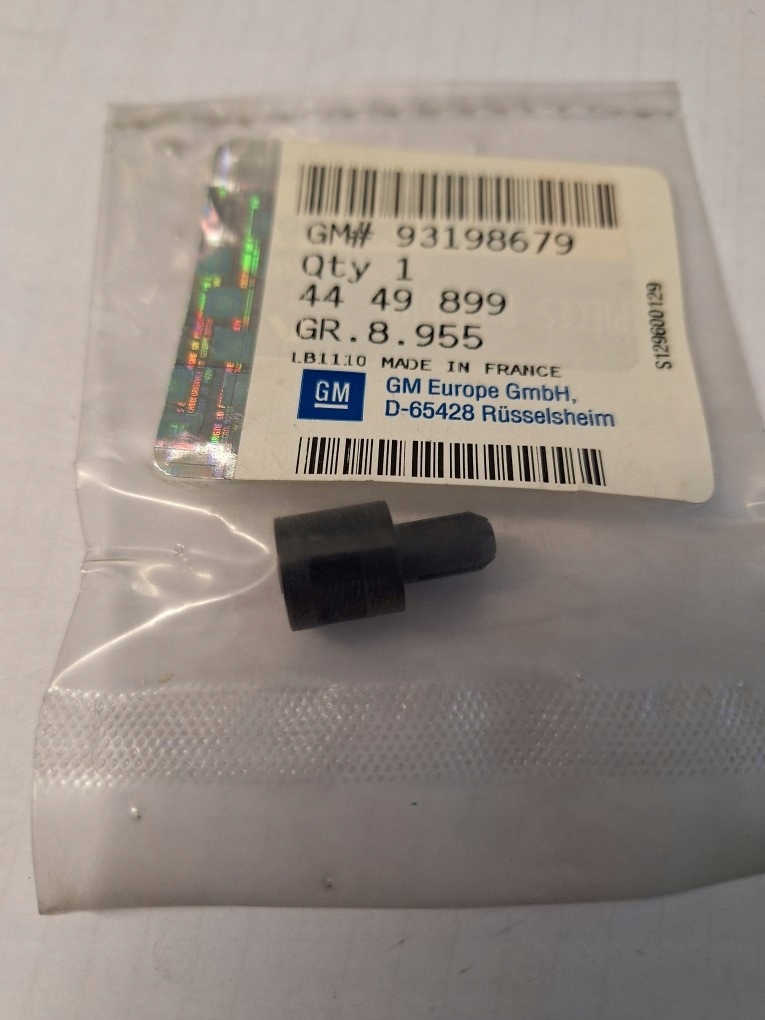 GM# 93198679
Qty 1
44 49 899
GR.8.955
LB1110 MADE IN FRANCE
GM
GM Europe GmbH,
D-65428 Rüsselsheim
S129600129